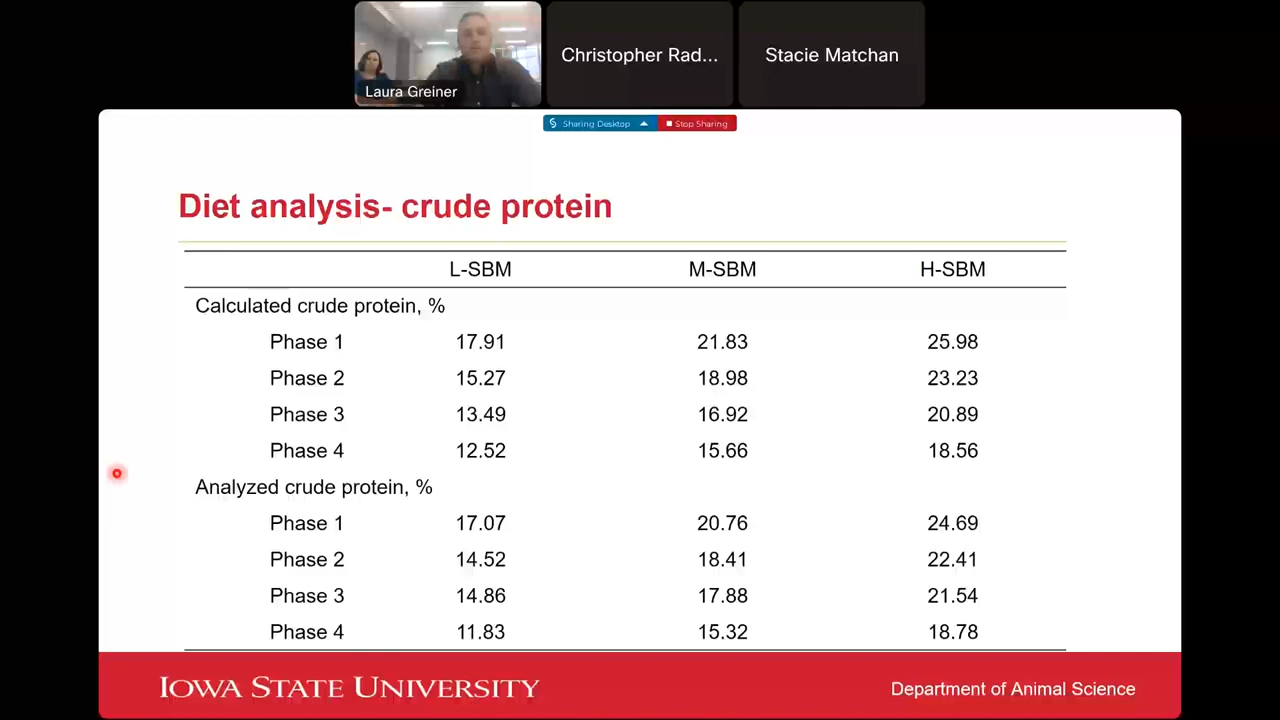 Laura Greiner
Christopher Rad...
Stacie Matchan
Sharing Desktop
Stop Sharing
Diet analysis- crude protein
L-SBM M-SBM H-SBM
Calculated crude protein, %
Phase 1 17.91 21.83 25.98
Phase 2 15.27 18.98 23.23
Phase 3 13.49 16.92 20.89
Phase 4 12.52 15.66 18.56
Analyzed crude protein, %
Phase 1 17.07 20.76 24.69
Phase 2 14.52 18.41 22.41
Phase 3 14.86 17.88 21.54
Phase 4 11.83 15.32 18.78
IOWA STATE UNIVERSITY
Department of Animal Science